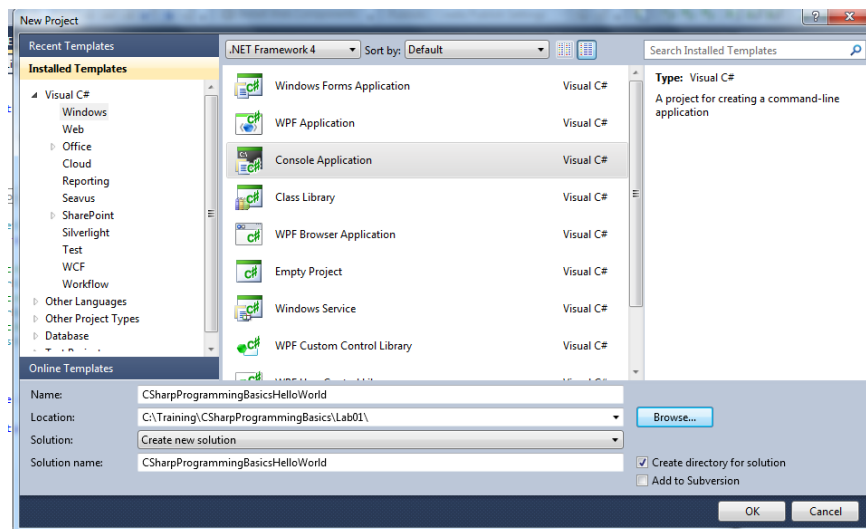 New Project
Recent Templates
Installed Templates
Visual C#
Windows
Web
Office
Cloud
Reporting
Seavus
SharePoint
Silverlight
Test
WCF
Workflow
Other Languages
Other Project Types
Database
Online Templates
.NET Framework 4 Sort by: Default
Windows Forms Application Visual C#
WPF Application Visual C#
Console Application Visual C#
Class Library Visual C#
WPF Browser Application Visual C#
Empty Project Visual C#
Windows Service Visual C#
WPF Custom Control Library Visual C#
Search Installed Templates
Type: Visual C#
A project for creating a command-line
application
Name: CSharpProgrammingBasicsHelloWorld
Location: C:\Training\CSharpProgrammingBasics\Lab01\ Browse...
Solution: Create new solution
Solution name: CSharpProgrammingBasicsHelloWorld
Create directory for solution
Add to Subversion
OK Cancel